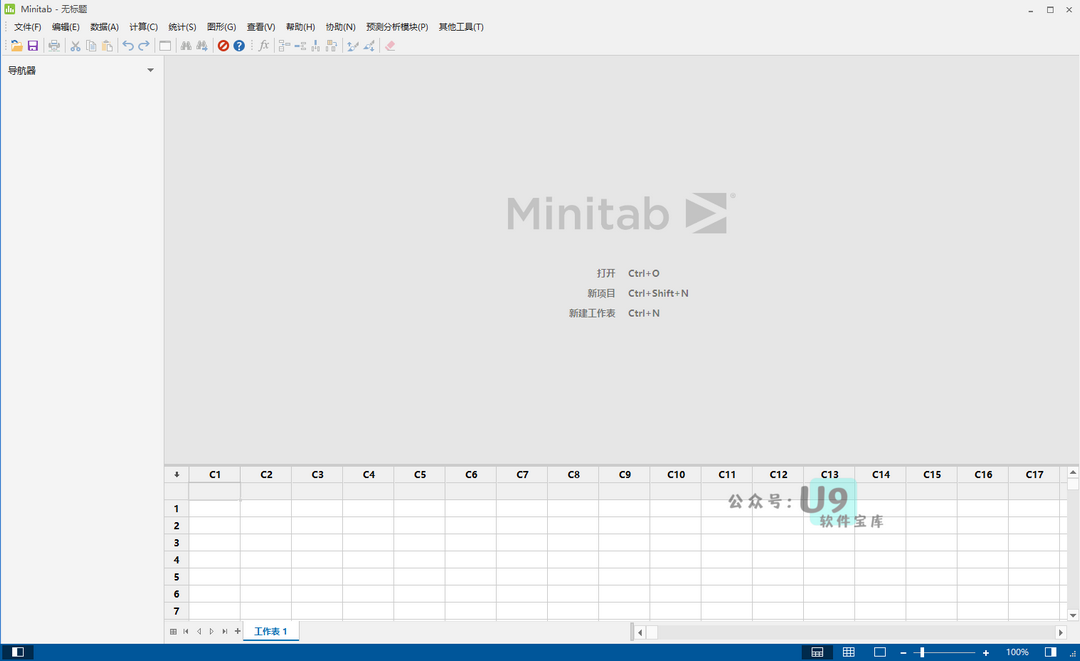 Minitab - 无标题
文件(F) 编辑(E) 数据(A) 计算(C) 统计(S) 图形(G) 查看(V) 帮助(H) 协助(N) 预测分析模块(P) 其他工具(T)
导航器
Minitab
打开 Ctrl+O
新项目 Ctrl+Shift+N
新建工作表 Ctrl+N
C1 C2 C3 C4 C5 C6 C7 C8 C9 C10 C11 C12 C13 C14 C15 C16 C17
公众号: U9
软件宝库
1
2
3
4
5
6
7
工作表 1
100%